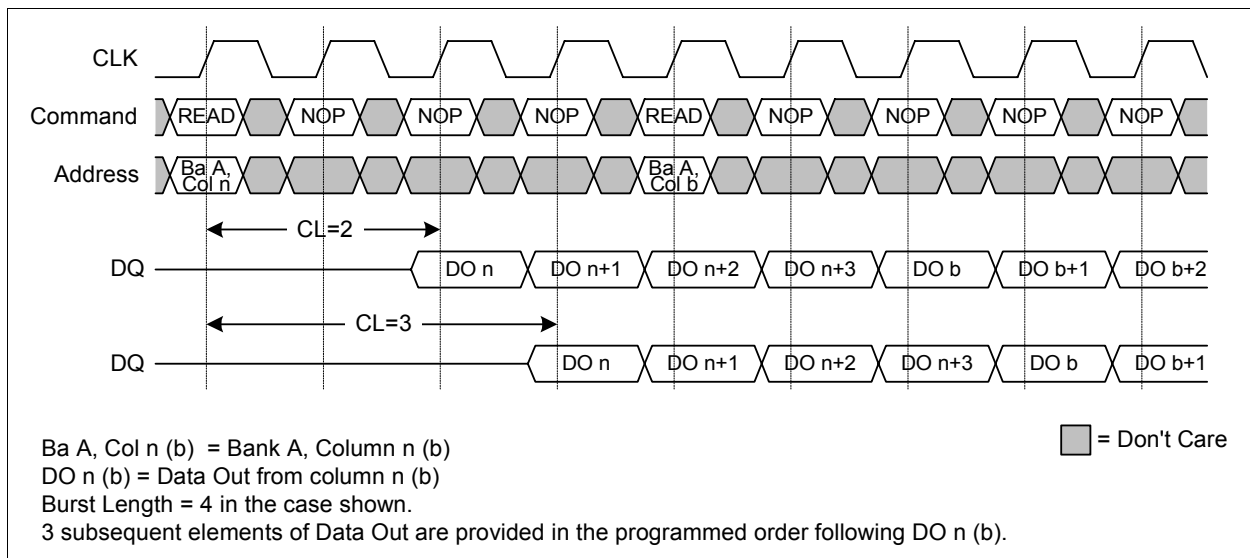 CLK
Command READ NOP NOP NOP READ NOP NOP NOP NOP
Address Ba A, Col n Ba A, Col b
CL=2
DQ DO n DO n+1 DO n+2 DO n+3 DO b DO b+1 DO b+2
CL=3
DQ DO n DO n+1 DO n+2 DO n+3 DO b DO b+1
Ba A, Col n (b) = Bank A, Column n (b)
= Don't Care
DO n (b) = Data Out from column n (b)
Burst Length = 4 in the case shown.
3 subsequent elements of Data Out are provided in the programmed order following DO n (b).